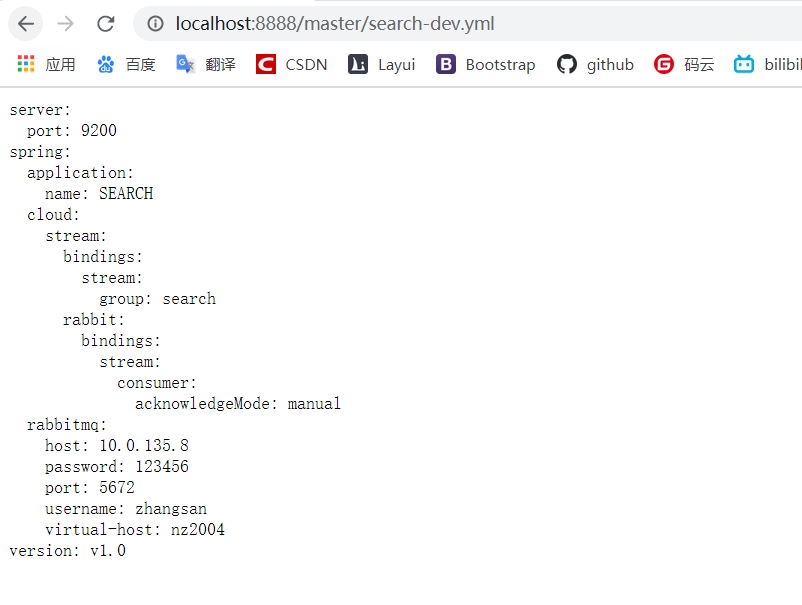 localhost:8888/master/search-dev.yml
应用 百度 翻译 CSDN Layui Bootstrap github 码云 bilibil
server:
  port: 9200
spring:
  application:
    name: SEARCH
  cloud:
    stream:
      bindings:
        stream:
          group: search
      rabbit:
        bindings:
          stream:
            consumer:
              acknowledgeMode: manual
  rabbitmq:
    host: 10.0.135.8
    password: 123456
    port: 5672
    username: zhangsan
    virtual-host: nz2004
version: v1.0